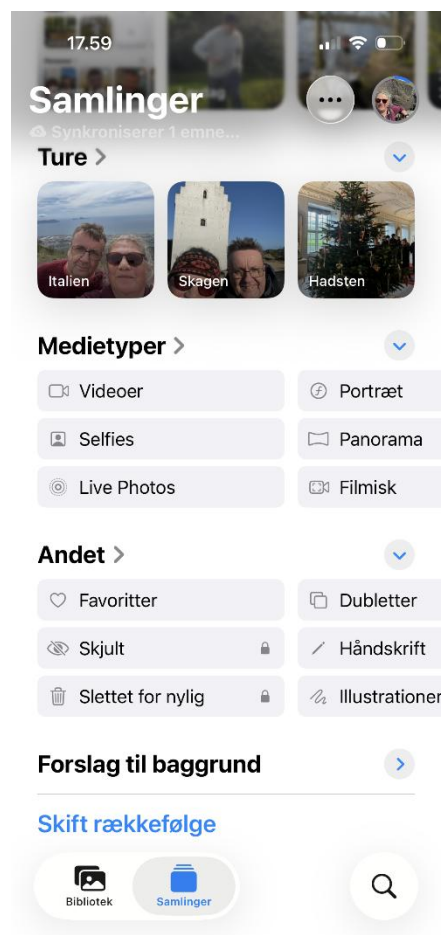 17.59
Samlinger
Synkroniserer 1 emne...
Ture >
Italien
Skagen
Hadsten
Medietyper >
Videoer
Portræt
Selfies
Panorama
Live Photos
Filmisk
Andet >
Favoritter
Dubletter
Skjult
Håndskrift
Slettet for nylig
Illustrationer
Forslag til baggrund
Skift rækkefølge
Bibliotek
Samlinger